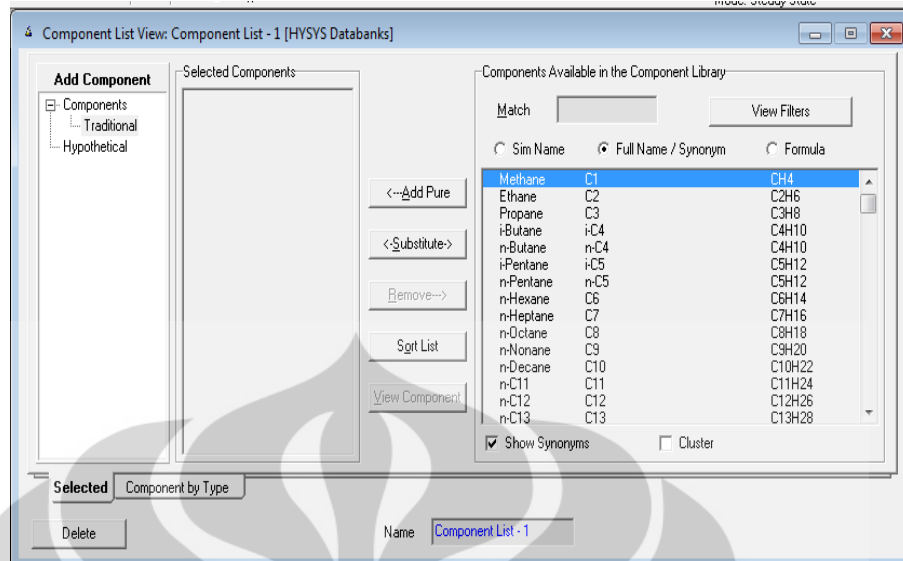 Mode: Steady State
Component List View: Component List - 1 [HYSYS Databanks]
Add Component
Components
Traditional
Hypothetical
Selected Components
<---Add Pure
<-Substitute->
Remove--->
Sort List
View Component
Components Available in the Component Library
Match
View Filters
Sim Name Full Name / Synonym Formula
Methane C1 CH4
Ethane C2 C2H6
Propane C3 C3H8
i-Butane i-C4 C4H10
n-Butane n-C4 C4H10
i-Pentane i-C5 C5H12
n-Pentane n-C5 C5H12
n-Hexane C6 C6H14
n-Heptane C7 C7H16
n-Octane C8 C8H18
n-Nonane C9 C9H20
n-Decane C10 C10H22
n-C11 C11 C11H24
n-C12 C12 C12H26
n-C13 C13 C13H28
Show Synonyms Cluster
Selected Component by Type
Delete Name Component List - 1